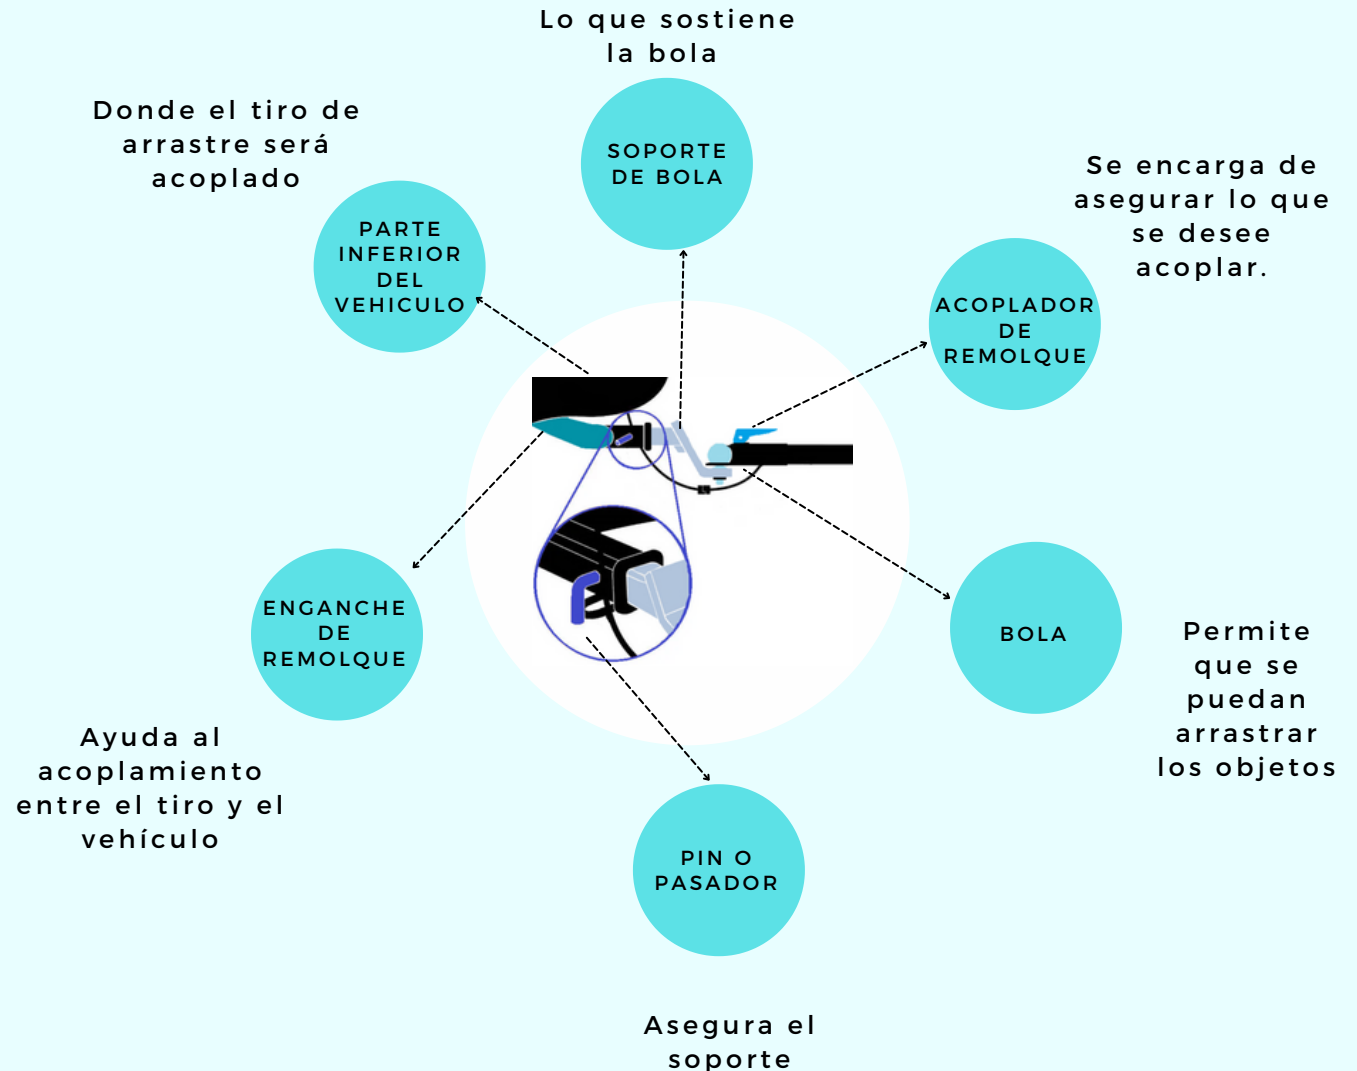 Lo que sostiene
la bola
SOPORTE
DE BOLA
Donde el tiro de
arrastre será
acoplado
PARTE
INFERIOR
DEL
VEHICULO
Se encarga de
asegurar lo que
se desee
acoplar.
ACOPLADOR
DE
REMOLQUE
ENGANCHE
DE
REMOLQUE
Ayuda al
acoplamiento
entre el tiro y el
vehículo
BOLA
Permite
que se
puedan
arrastrar
los objetos
PIN O
PASADOR
Asegura el
soporte